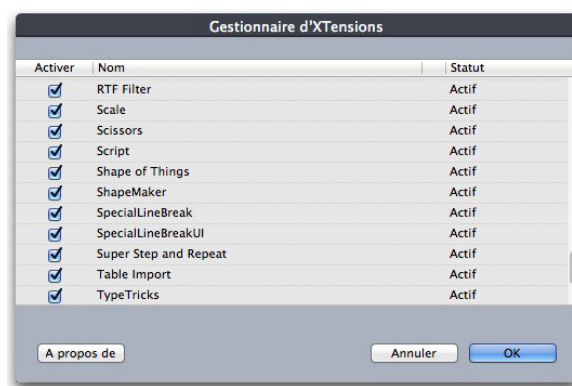 Gestionnaire d'XTensions
Activer Nom Statut
RTF Filter Actif
Scale Actif
Scissors Actif
Script Actif
Shape of Things Actif
ShapeMaker Actif
SpecialLineBreak Actif
SpecialLineBreakUI Actif
Super Step and Repeat Actif
Table Import Actif
TypeTricks Actif
A propos de Annuler OK